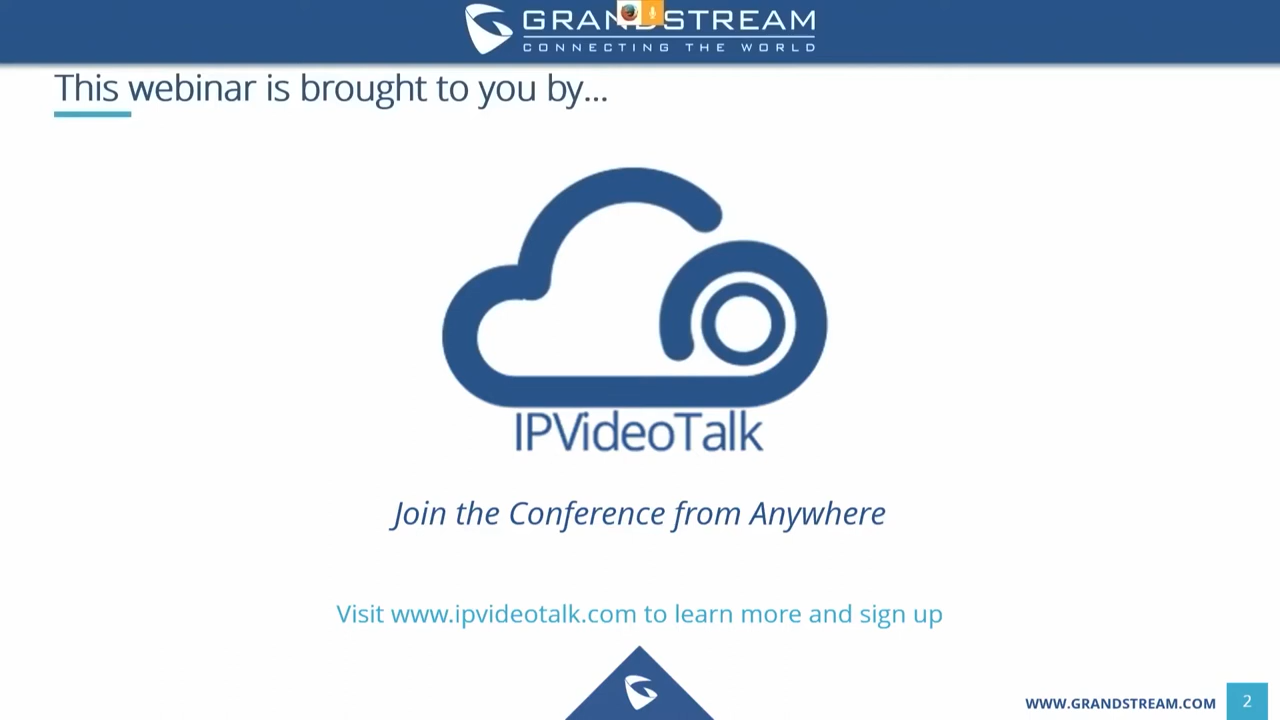 GRANDSTREAM
CONNECTING THE WORLD
This webinar is brought to you by...
IPVideoTalk
Join the Conference from Anywhere
Visit www.ipvideotalk.com to learn more and sign up
WWW.GRANDSTREAM.COM
2